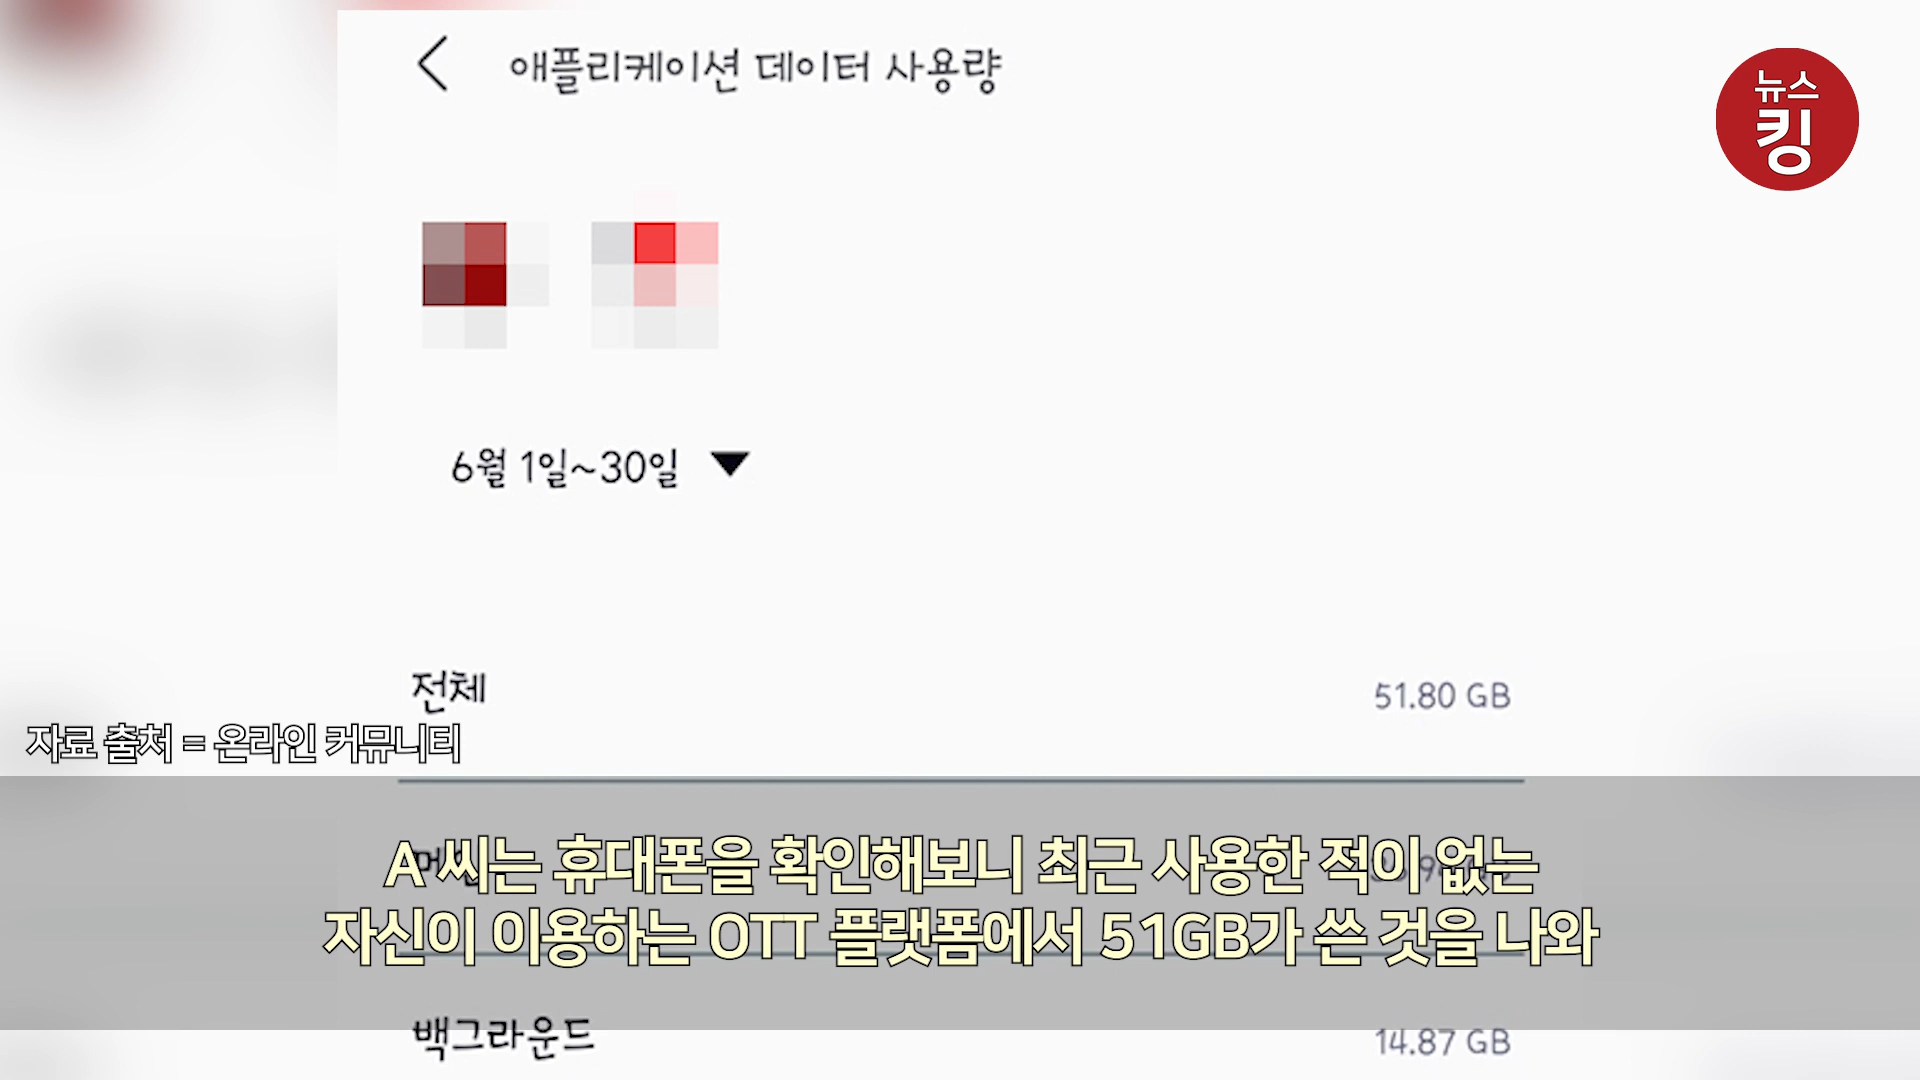 애플리케이션 데이터 사용량
뉴스
킹
6월 1일~30일
전체 51.80 GB
자료 출처 = 온라인 커뮤니티
A 씨는 휴대폰을 확인해보니 최근 사용한 적이 없는
자신이 이용하는 OTT 플랫폼에서 51GB가 쓴 것을 나와
백그라운드 14.87 GB